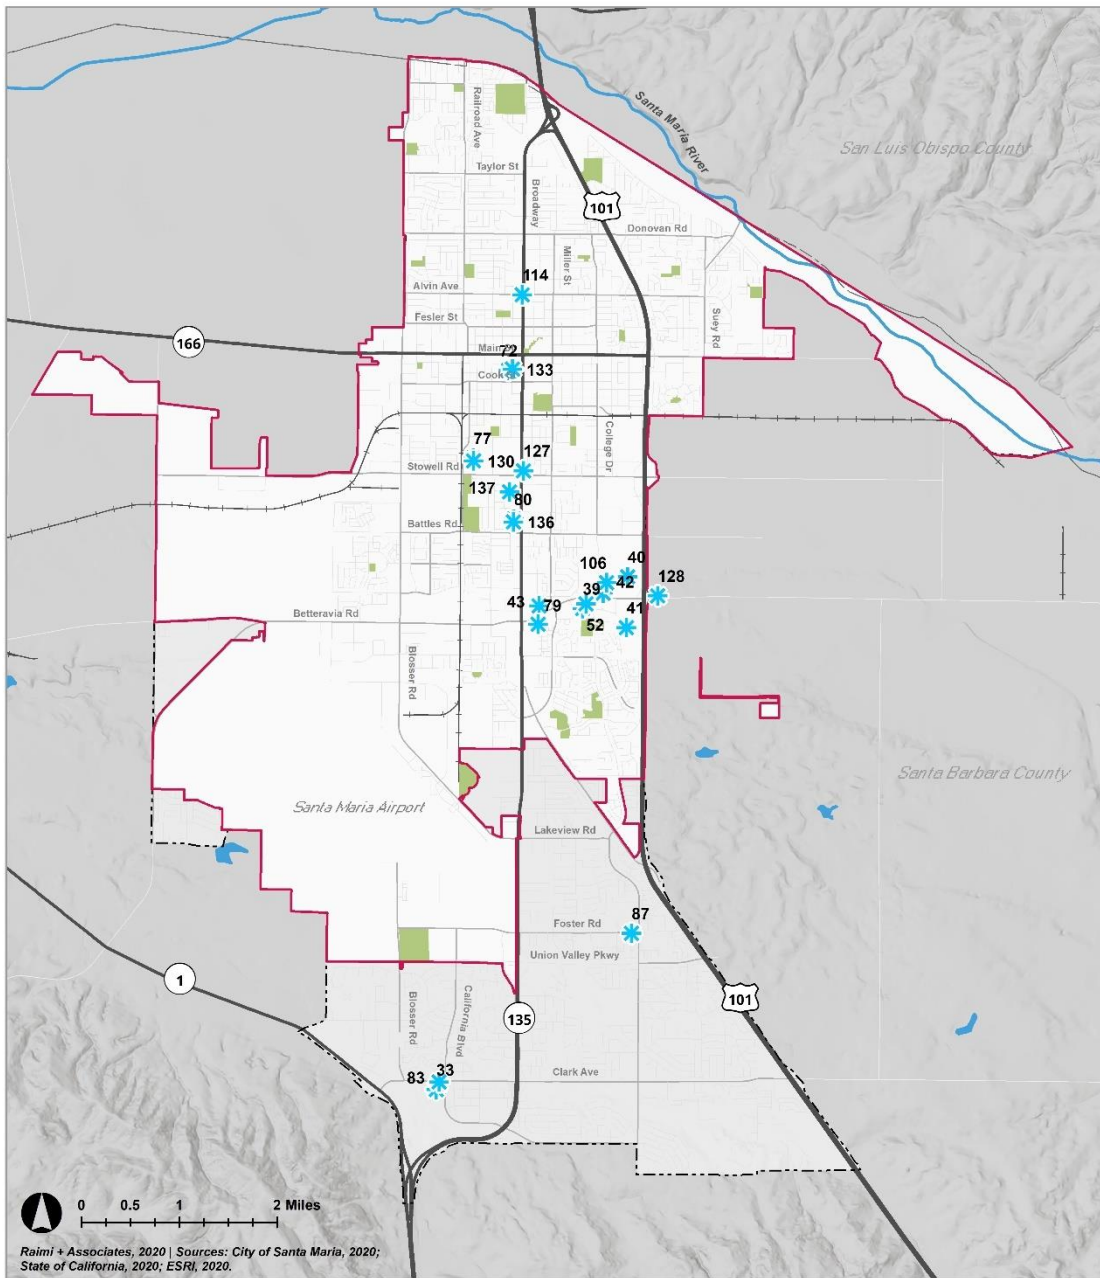 Santa Maria River
San Luis Obispo County
Railroad Ave
Taylor St
Broadway
101
Donovan Rd
Miller St
114
Alvin Ave
Fesler St
Suey Rd
166
Main
72
133
Cook
77
College Dr
127
130
Stowell Rd
137
80
136
Battles Rd
40
106
42
128
39
43
79
41
Betteravia Rd
52
Blosser Rd
Santa Barbara County
Santa Maria Airport
Lakeview Rd
87
Foster Rd
Union Valley Pkwy
1
101
Blosser Rd
California Blvd
135
33
83
Clark Ave
0 0.5 1 2 Miles
Raimi + Associates, 2020 | Sources: City of Santa Maria, 2020;
State of California, 2020; ESRI, 2020.